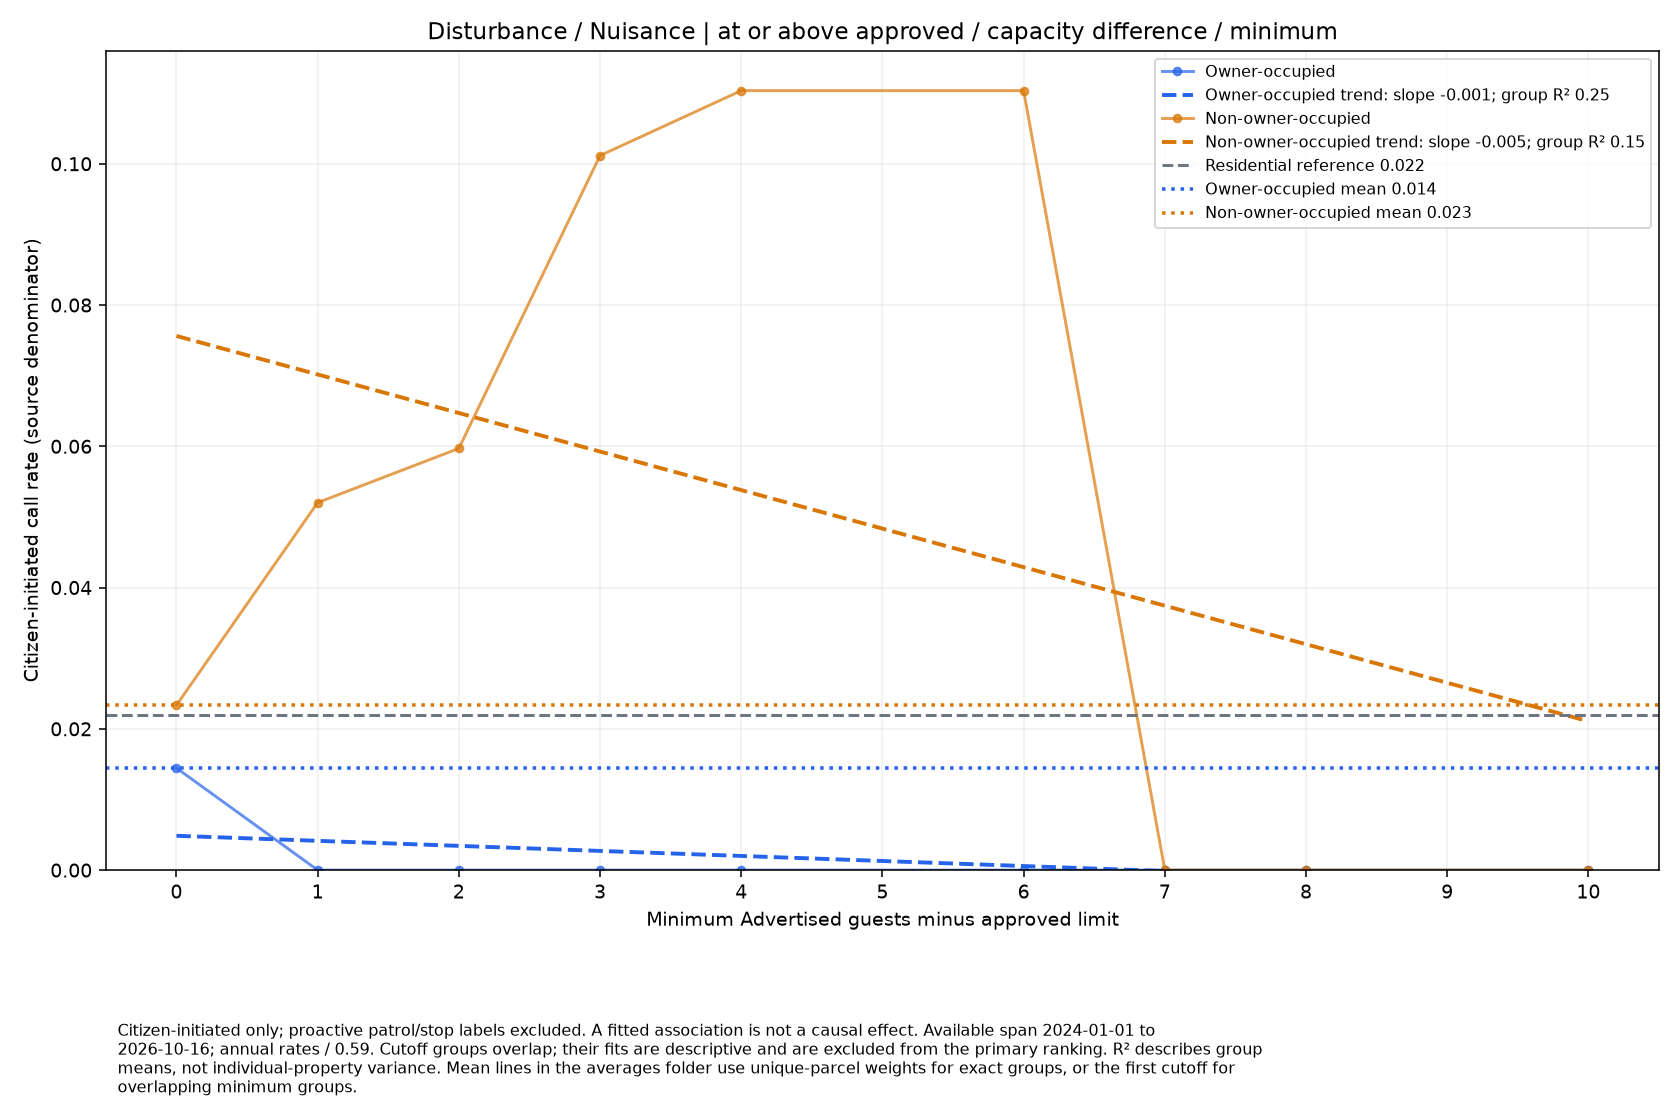 Disturbance / Nuisance | at or above approved / capacity difference / minimum
Owner-occupied
Owner-occupied trend: slope -0.001; group R² 0.25
Non-owner-occupied
Non-owner-occupied trend: slope -0.005; group R² 0.15
Residential reference 0.022
Owner-occupied mean 0.014
Non-owner-occupied mean 0.023
Citizen-initiated call rate (source denominator)
0.10
0.08
0.06
0.04
0.02
0.00
0 1 2 3 4 5 6 7 8 9 10
Minimum Advertised guests minus approved limit
Citizen-initiated only; proactive patrol/stop labels excluded. A fitted association is not a causal effect. Available span 2024-01-01 to
2026-10-16; annual rates / 0.59. Cutoff groups overlap; their fits are descriptive and are excluded from the primary ranking. R² describes group
means, not individual-property variance. Mean lines in the averages folder use unique-parcel weights for exact groups, or the first cutoff for
overlapping minimum groups.